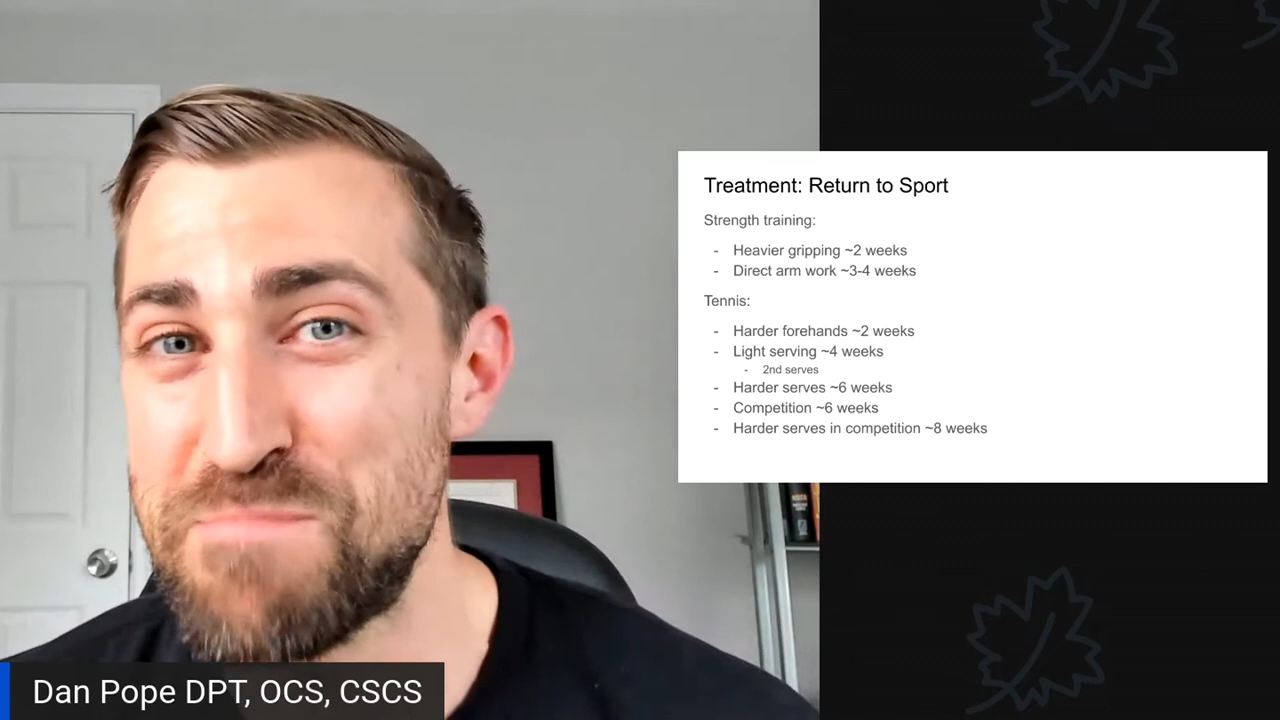 Treatment: Return to Sport
Strength training:
- Heavier gripping ~2 weeks
- Direct arm work ~3-4 weeks
Tennis:
- Harder forehands ~2 weeks
- Light serving ~4 weeks
- 2nd serves
- Harder serves ~6 weeks
- Competition ~6 weeks
- Harder serves in competition ~8 weeks
Dan Pope DPT, OCS, CSCS